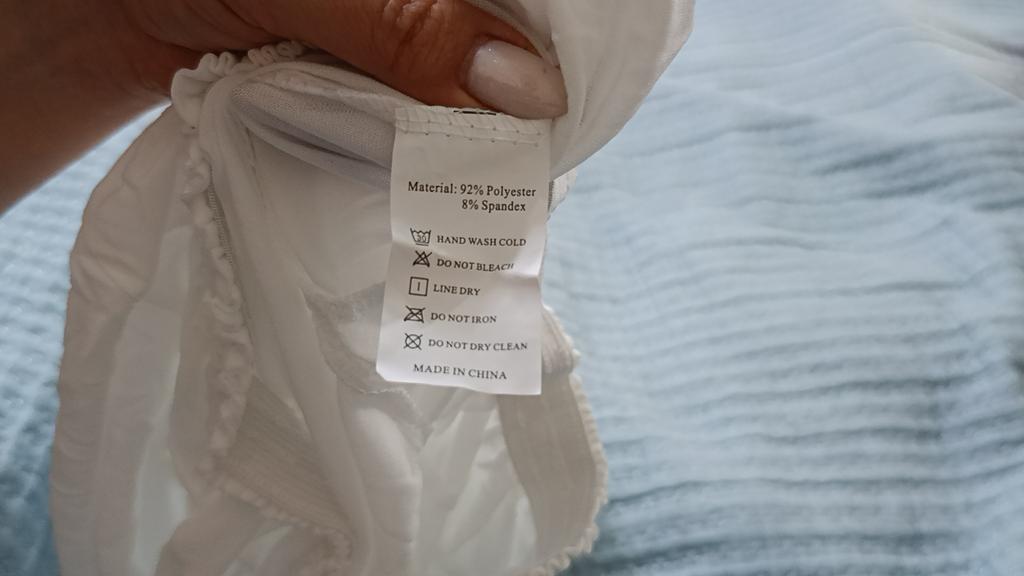 Material: 92% Polyester
8% Spandex
30
HAND WASH COLD
DO NOT BLEACH
LINE DRY
DO NOT IRON
DO NOT DRY CLEAN
MADE IN CHINA